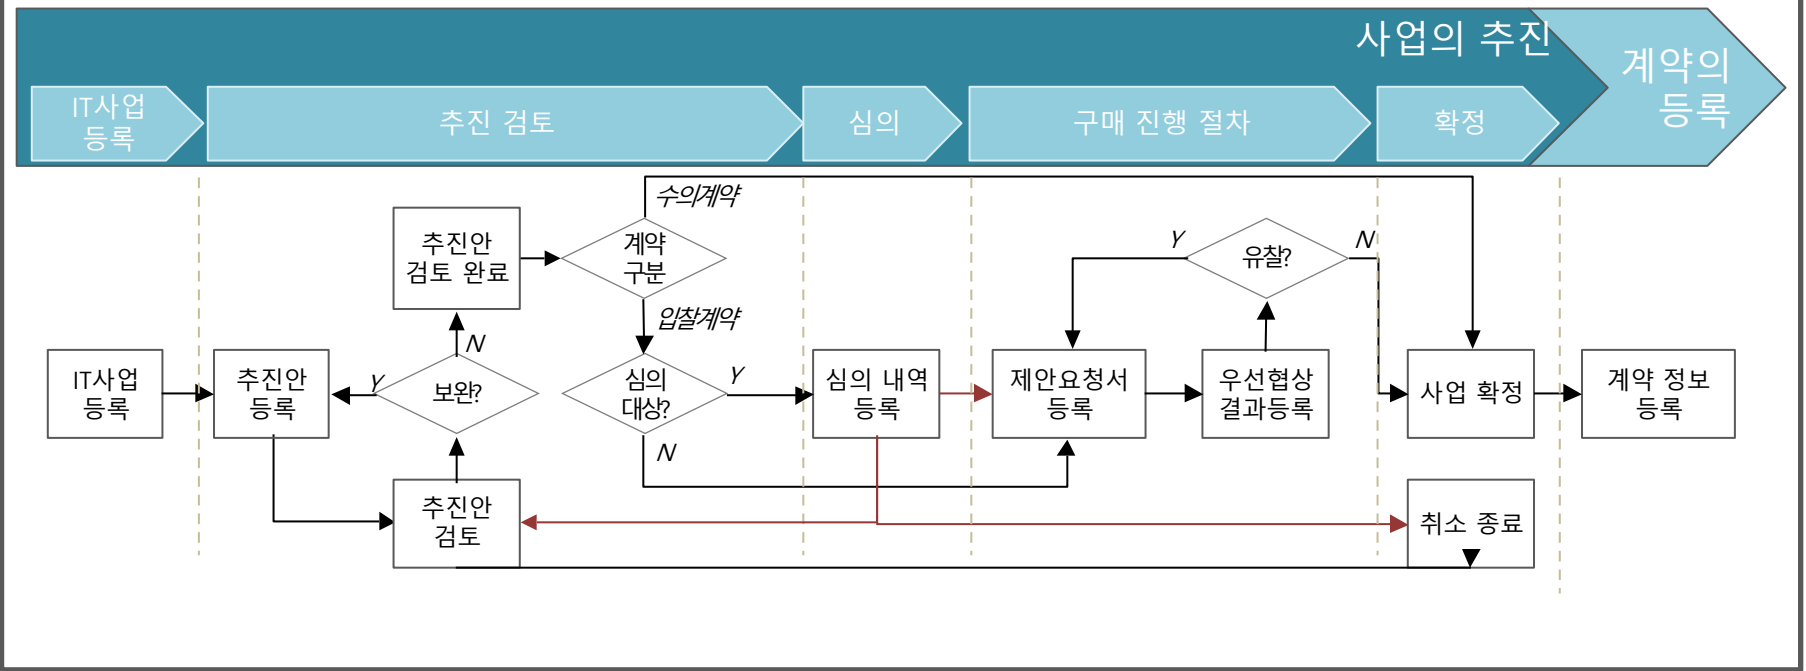 사업의 추진
계약의
등록
IT사업
등록
추진 검토
심의
구매 진행 절차
확정
수의계약
추진안
검토 완료
계약
구분
Y
유찰?
N
입찰계약
N
IT사업
등록
추진안
등록
Y
보완?
심의
대상?
Y
심의 내역
등록
제안요청서
등록
우선협상
결과등록
사업 확정
계약 정보
등록
N
추진안
검토
취소 종료